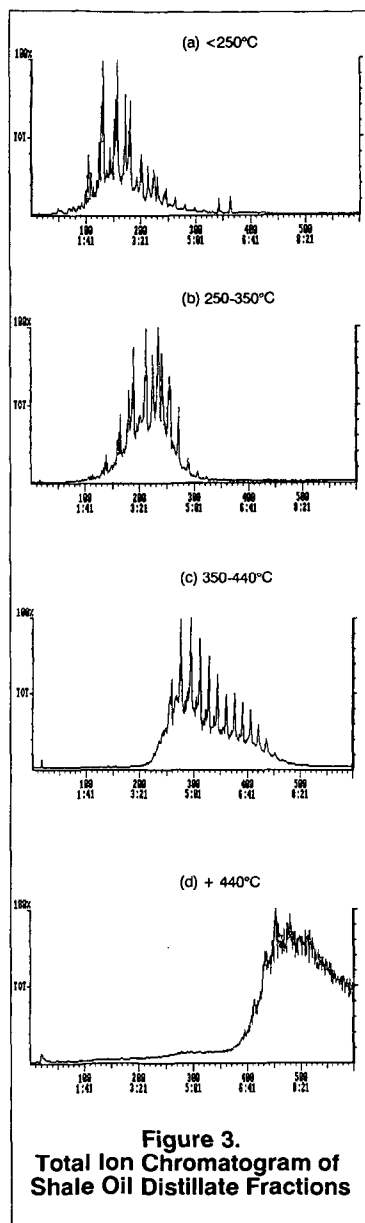 (a) <250°C
100%
TOT
100 200 300 400 500
1:41 3:21 5:01 6:41 8:21
(b) 250-350°C
100%
TOT
100 200 300 400 500
1:41 3:21 5:01 6:41 8:21
(c) 350-440°C
100%
TOT
100 200 300 400 500
1:41 3:21 5:01 6:41 8:21
(d) + 440°C
100%
TOT
100 200 300 400 500
1:41 3:21 5:01 6:41 8:21
Figure 3.
Total Ion Chromatogram of
Shale Oil Distillate Fractions